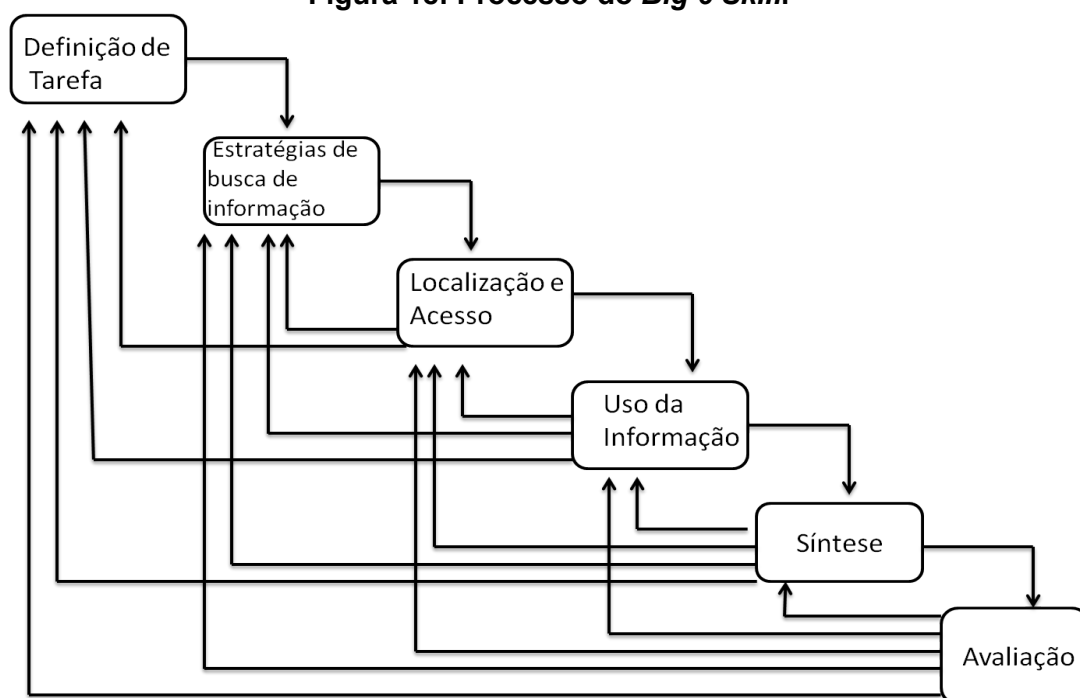 Definição de
Tarefa
Estratégias de
busca de
informação
Localização e
Acesso
Uso da
Informação
Síntese
Avaliação